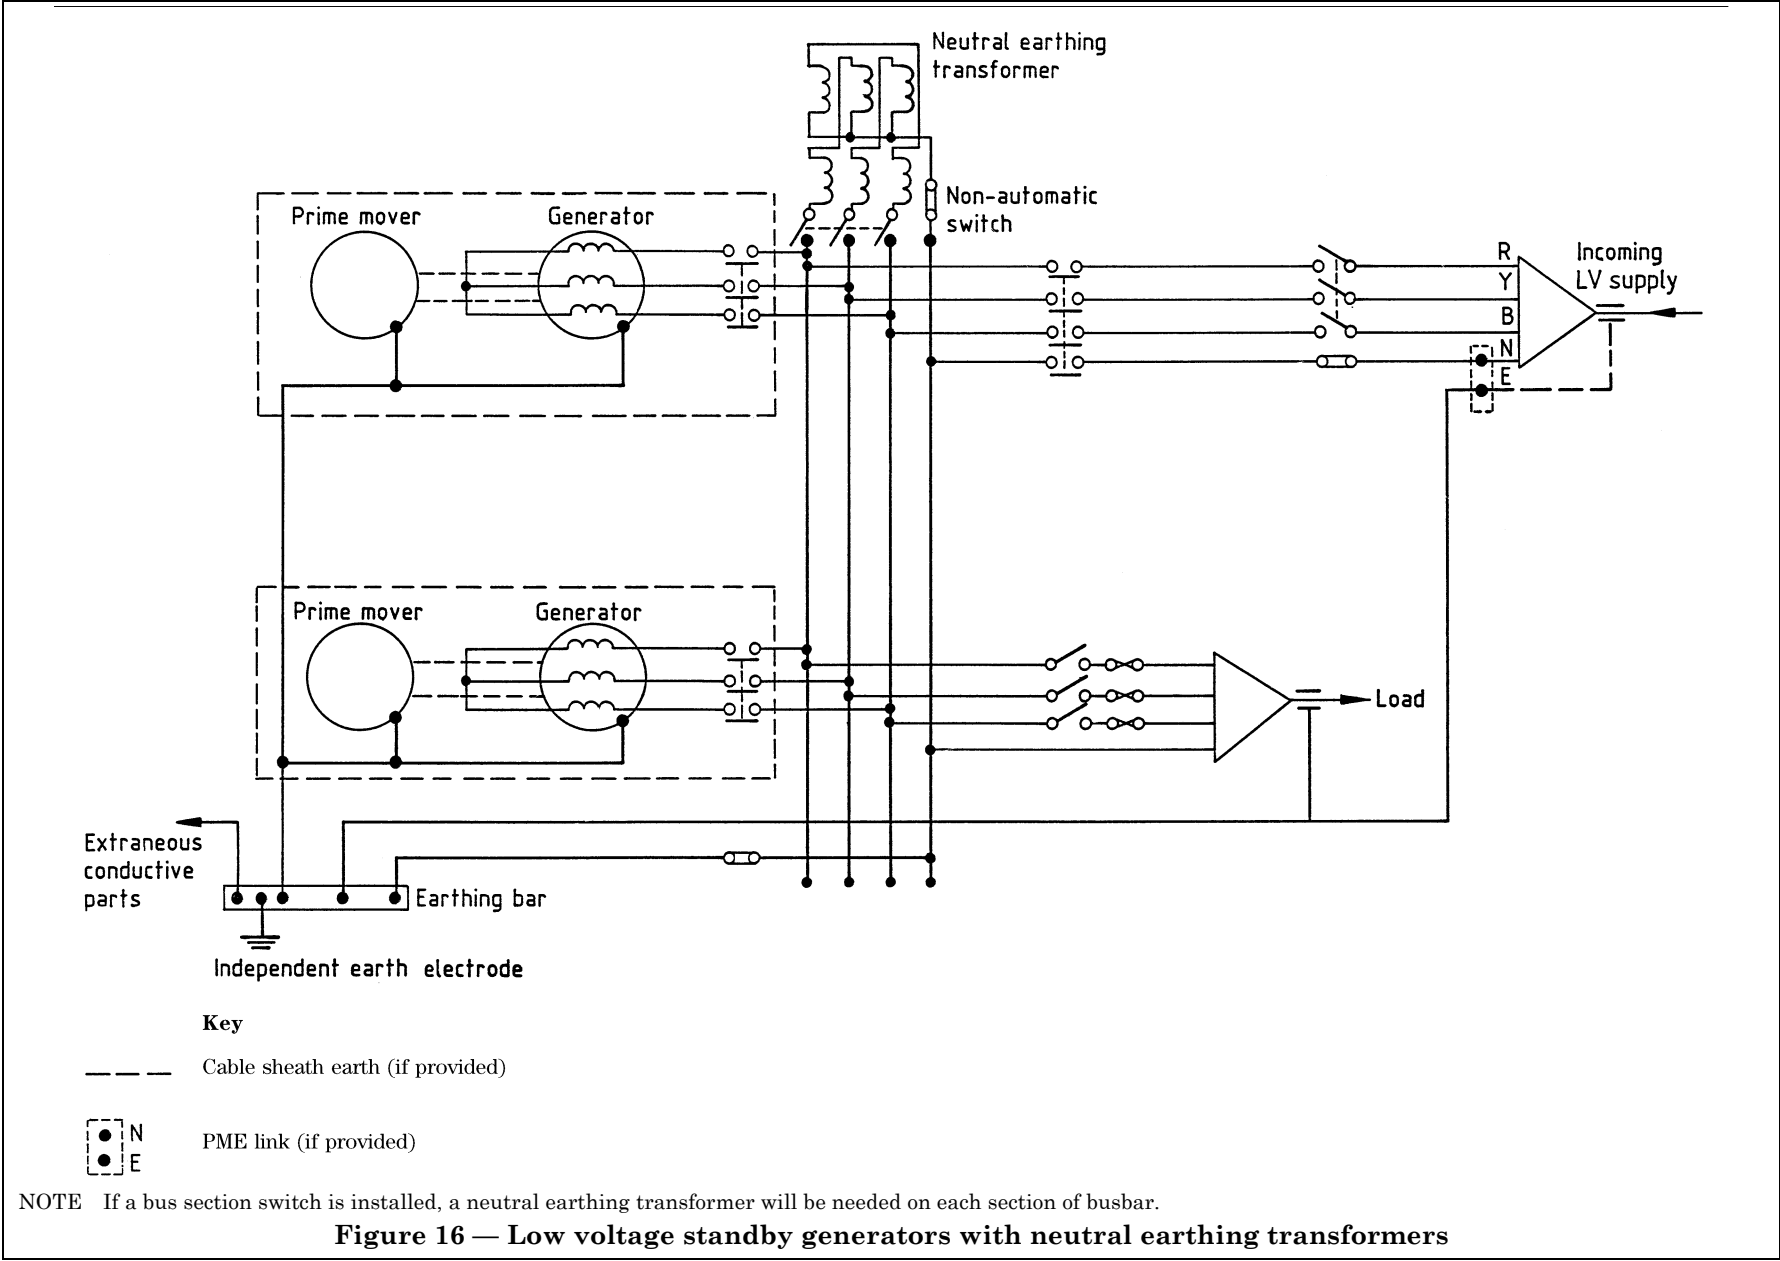 Neutral earthing
transformer
Non-automatic
switch
Prime mover
Generator
R
Y
B
N
E
Incoming
LV supply
Prime mover
Generator
Load
Extraneous
conductive
parts
Earthing bar
Independent earth electrode
Key
Cable sheath earth (if provided)
N
E
PME link (if provided)
NOTE If a bus section switch is installed, a neutral earthing transformer will be needed on each section of busbar.
Figure 16 — Low voltage standby generators with neutral earthing transformers